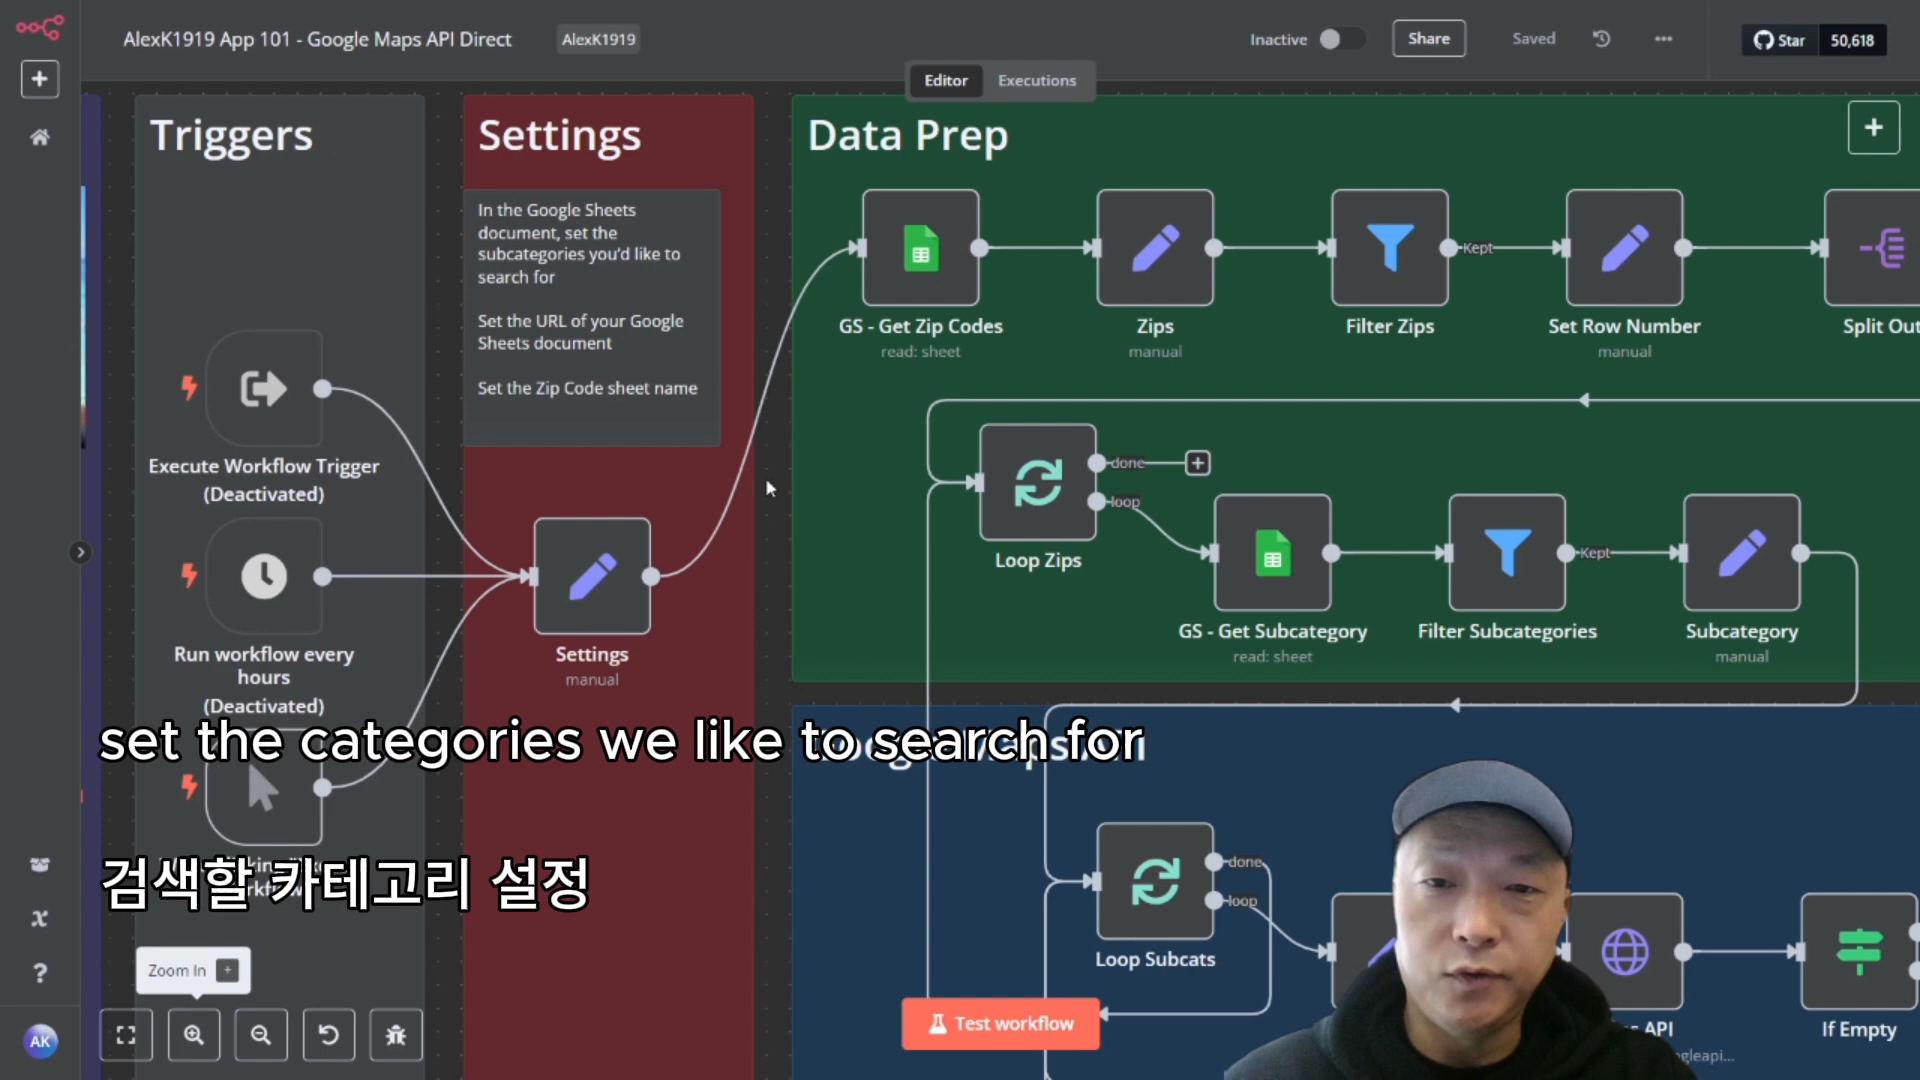 AlexK1919 App 101 - Google Maps API Direct
AlexK1919
Inactive
Share
Saved
Star
50,618
Editor
Executions
Triggers
Settings
Data Prep
In the Google Sheets
document, set the
subcategories you'd like to
search for
Set the URL of your Google
Sheets document
Set the Zip Code sheet name
GS - Get Zip Codes
read: sheet
Zips
manual
Filter Zips
Kept
Set Row Number
manual
Split Out
Execute Workflow Trigger
(Deactivated)
Run workflow every
hours
(Deactivated)
Settings
manual
done
loop
Loop Zips
GS - Get Subcategory
read: sheet
Filter Subcategories
Kept
Subcategory
manual
set the categories we like to search for
검색할 카테고리 설정
done
loop
Loop Subcats
API
If Empty
Zoom In
+
Test workflow
AK